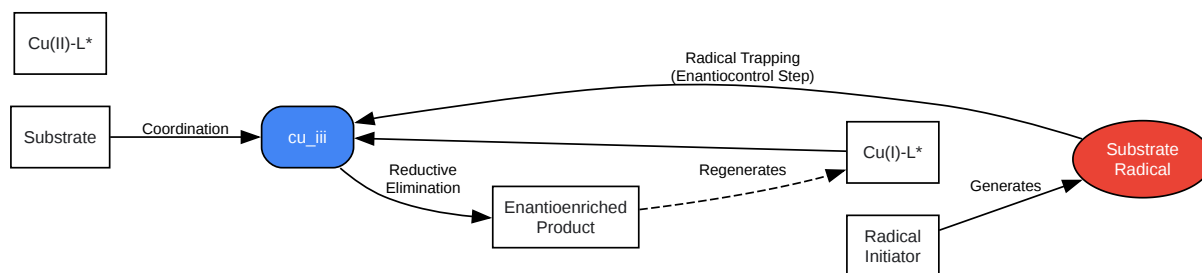 Cu(II)-L*
Substrate
Coordination
cu_iii
Radical Trapping
(Enantiocontrol Step)
Reductive
Elimination
Enantioenriched
Product
Regenerates
Cu(I)-L*
Radical
Initiator
Generates
Substrate
Radical